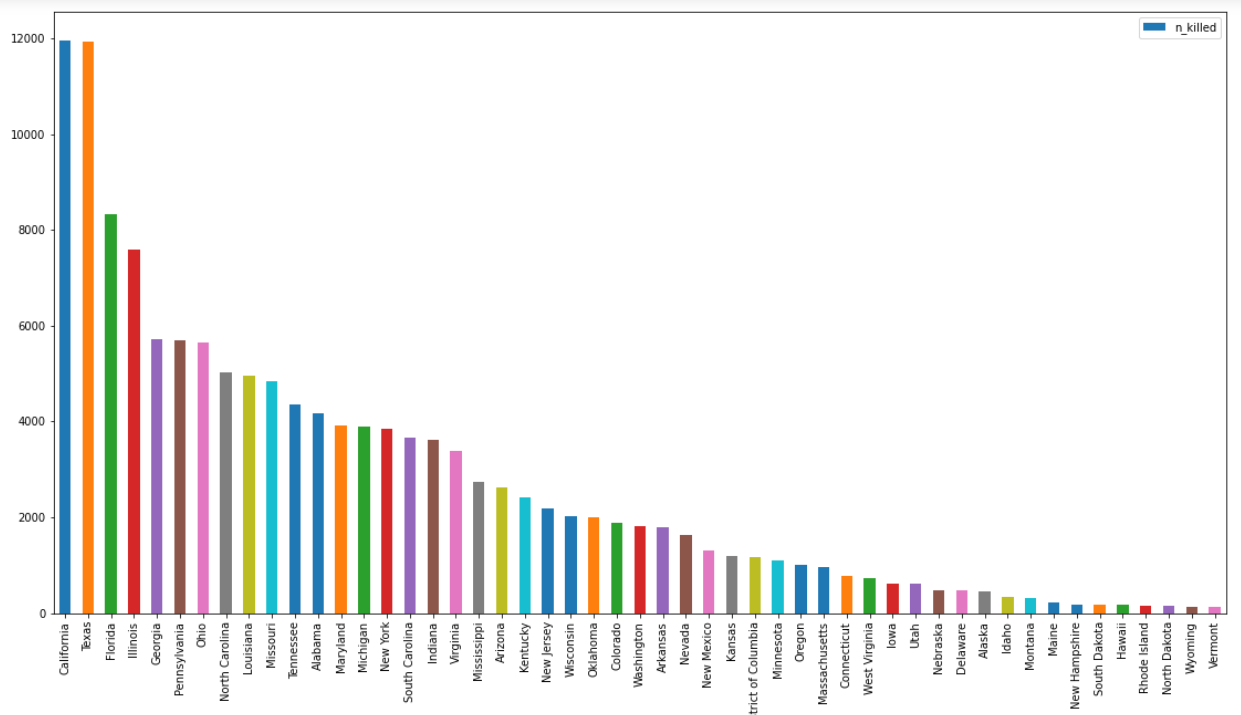 n_killed
12000
10000
8000
6000
4000
2000
0
California
Texas
Florida
Illinois
Georgia
Pennsylvania
Ohio
North Carolina
Louisiana
Missouri
Tennessee
Alabama
Maryland
Michigan
New York
South Carolina
Indiana
Virginia
Mississippi
Arizona
Kentucky
New Jersey
Wisconsin
Oklahoma
Colorado
Washington
Arkansas
Nevada
New Mexico
Kansas
trict of Columbia
Minnesota
Oregon
Massachusetts
Connecticut
West Virginia
Iowa
Utah
Nebraska
Delaware
Alaska
Idaho
Montana
Maine
New Hampshire
South Dakota
Hawaii
Rhode Island
North Dakota
Wyoming
Vermont